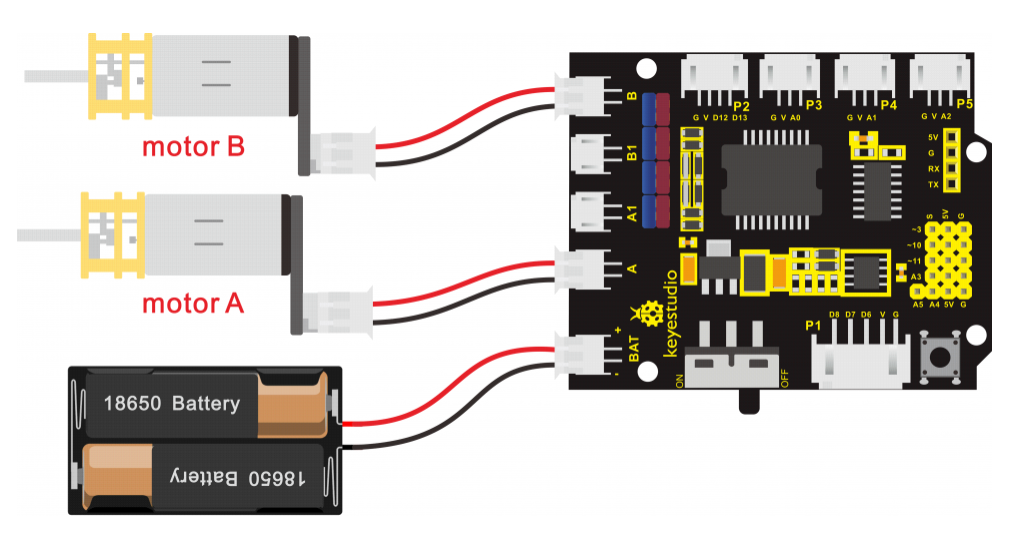 motor B
motor A
18650 Battery
18650 Battery
B
B1
A1
A
+
BAT
-
keyestudio
P2
G V D12 D13
P3
G V A0
P4
G V A1
P5
G V A2
5V
G
RX
TX
S 5V G
~3
~10
~11
A3
A5 A4 5V G
P1
D8 D7 D6 V G
ON
OFF